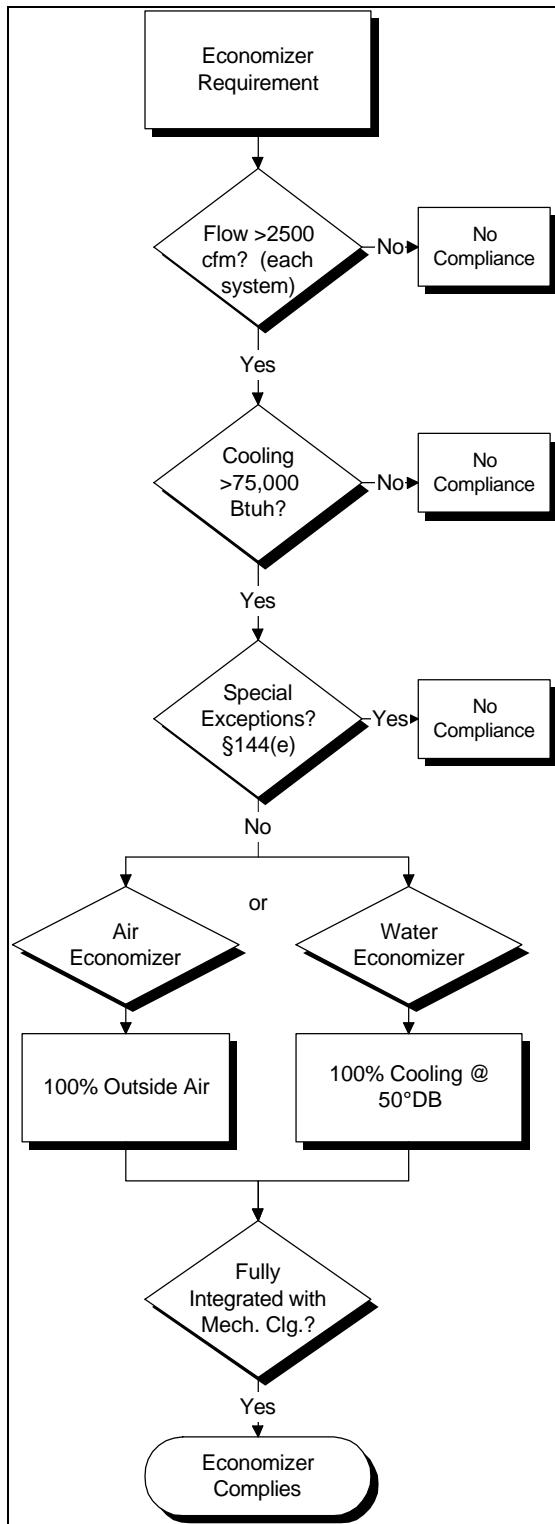 Economizer
Requirement
Flow >2500
cfm? (each
system)
No
No
Compliance
Yes
Cooling
>75,000
Btuh?
No
No
Compliance
Yes
Special
Exceptions?
§144(e)
Yes
No
Compliance
No
or
Air
Economizer
Water
Economizer
100% Outside Air
100% Cooling @
50°DB
Fully
Integrated with
Mech. Clg.?
Yes
Economizer
Complies